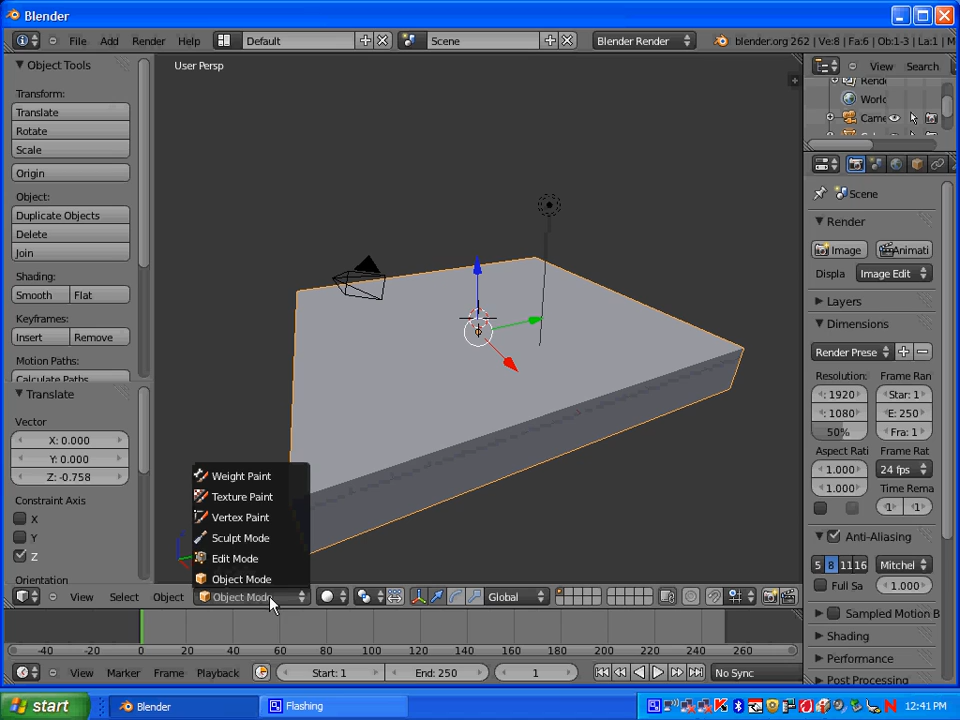 Blender
File Add Render Help Default Scene Blender Render blender.org 262 | Ve:8 | Fa:6 | Ob:1-3 | La:1 | M
Object Tools
Transform:
Translate
Rotate
Scale
Origin
Object:
Duplicate Objects
Delete
Join
Shading:
Smooth Flat
Keyframes:
Insert Remove
Motion Paths:
Calculate Paths
Translate
Vector
X: 0.000
Y: 0.000
Z: -0.758
Constraint Axis
X
Y
Z
Orientation
User Persp
Weight Paint
Texture Paint
Vertex Paint
Sculpt Mode
Edit Mode
Object Mode
View Select Object Object Mode Global
-40 -20 0 20 40 60 80 100 120 140 160 180 200 220 240 260
View Marker Frame Playback Start: 1 End: 250 1 No Sync
View Search
Rende
World
Came
Scene
Render
Image Animati
Displa Image Edit
Layers
Dimensions
Render Prese
Resolution: Frame Ran
: 1920 Star: 1
: 1080 E: 250
50% Fra: 1
Aspect Rati Frame Rat
1.000 24 fps
1.000 Time Rema
1 1
Anti-Aliasing
5 8 11 16 Mitchel
Full Sa 1.000
Sampled Motion B
Shading
Performance
Post Processing
start Blender Flashing 12:41 PM